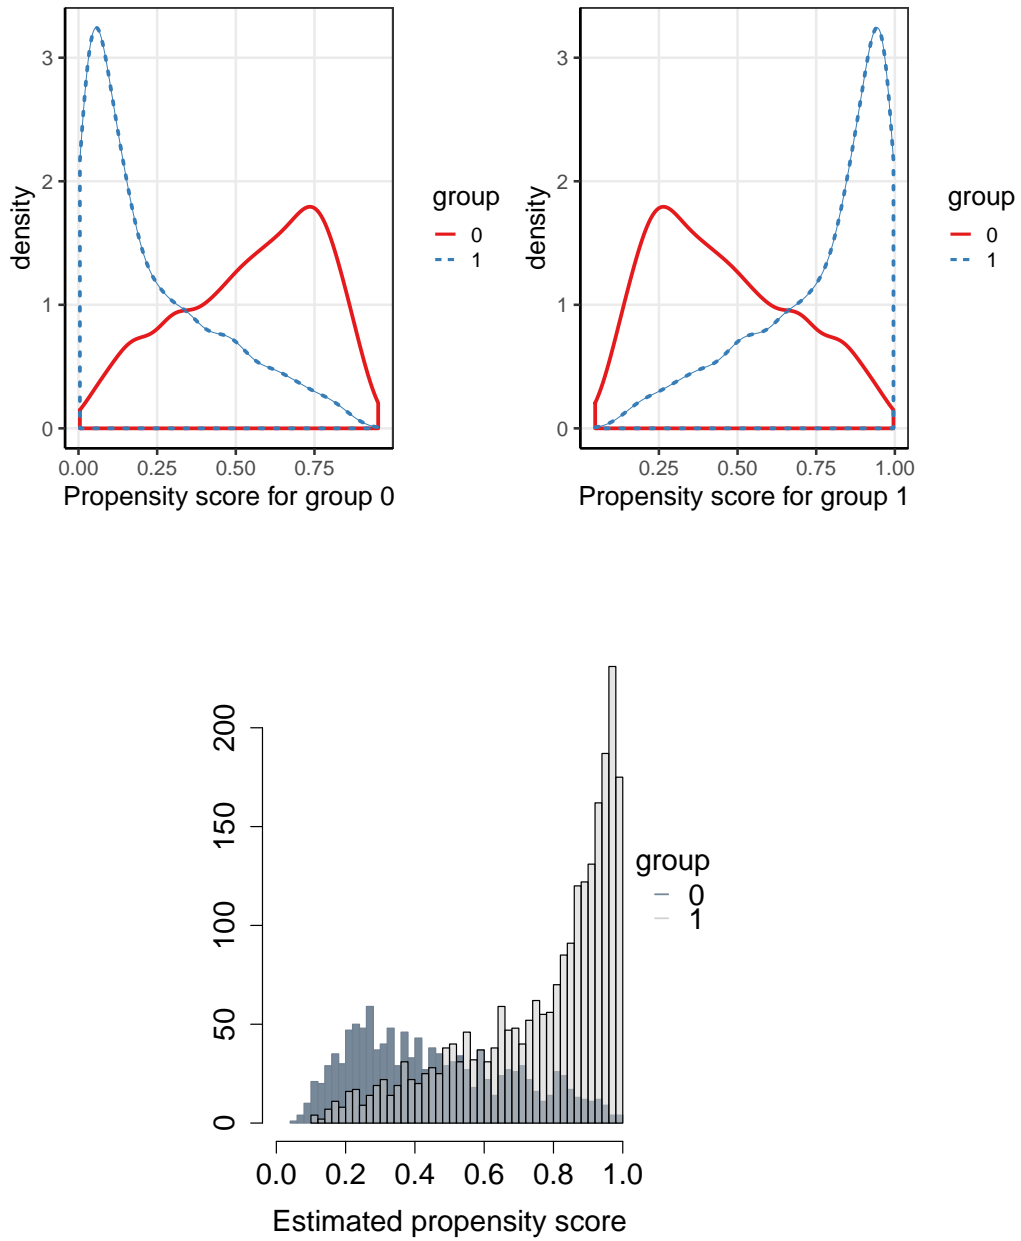 density
3
2
1
0
0.00 0.25 0.50 0.75
Propensity score for group 0
group
0
1
density
3
2
1
0
0.25 0.50 0.75 1.00
Propensity score for group 1
group
0
1
200
150
100
50
0
0.0 0.2 0.4 0.6 0.8 1.0
Estimated propensity score
group
0
1